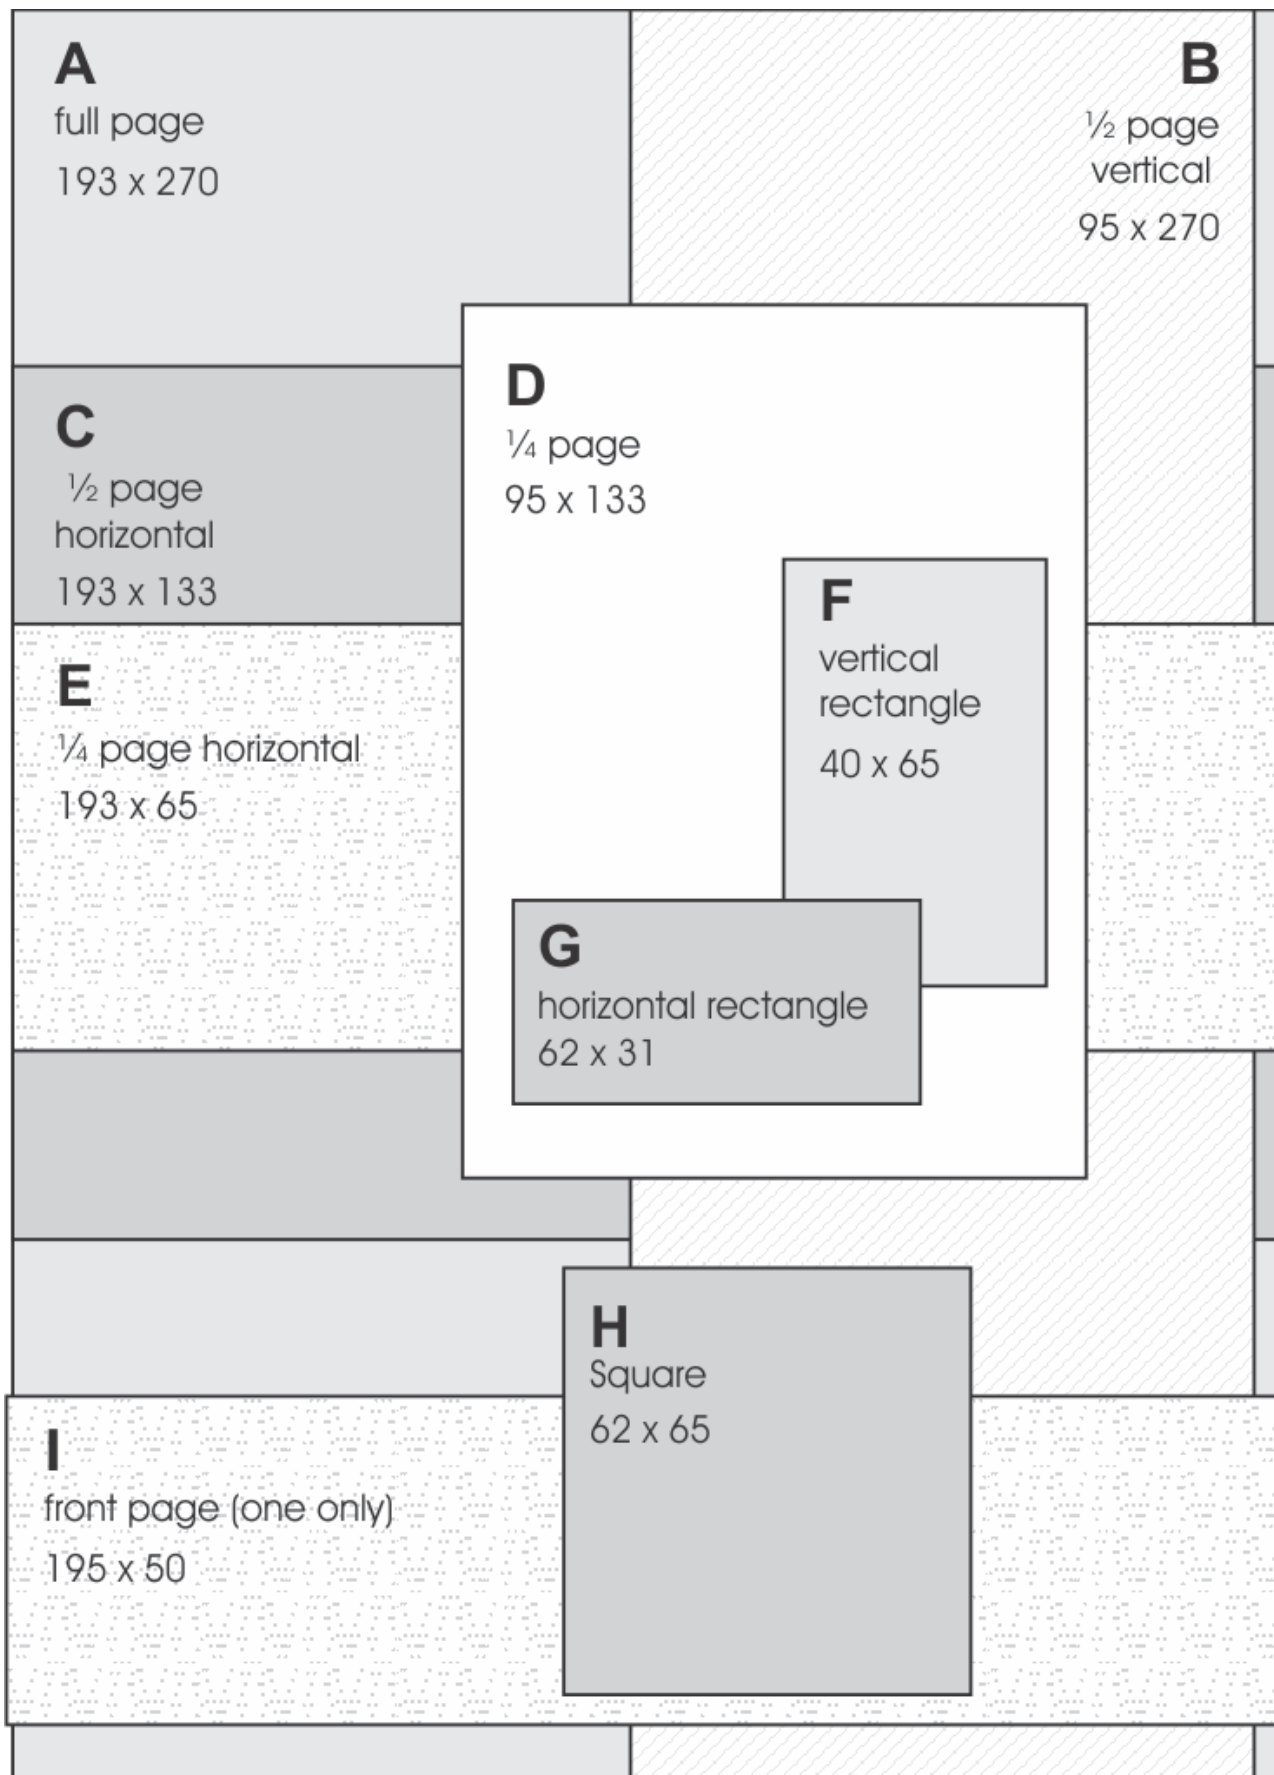 A
full page
193 x 270
B
½ page
vertical
95 x 270
C
½ page
horizontal
193 x 133
D
¼ page
95 x 133
E
¼ page horizontal
193 x 65
F
vertical
rectangle
40 x 65
G
horizontal rectangle
62 x 31
H
Square
62 x 65
I
front page (one only)
195 x 50